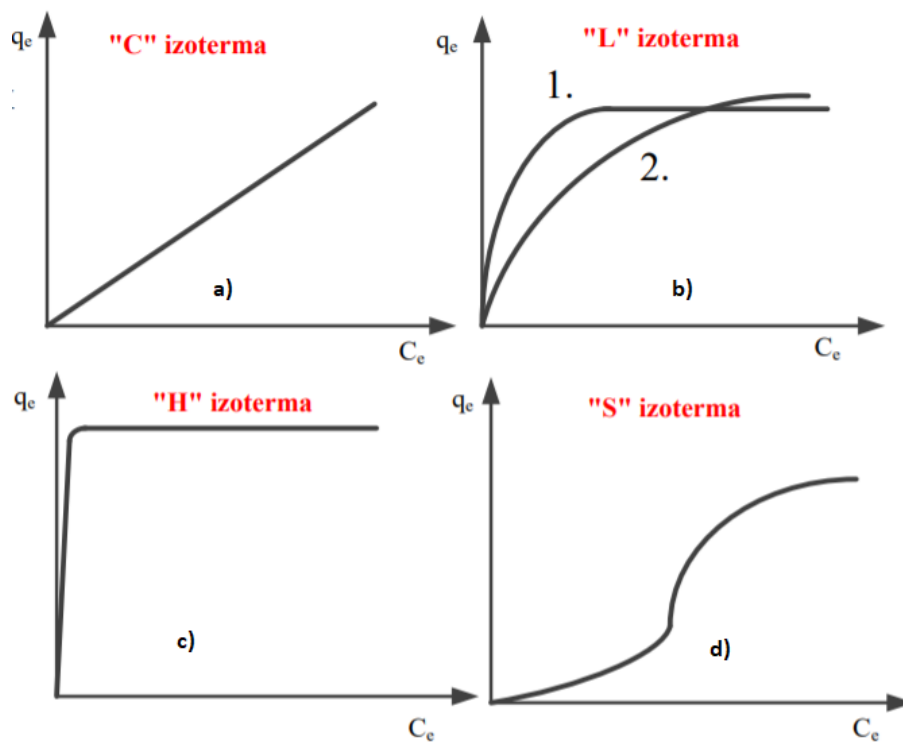 "C" izoterma
qₑ
a)
Cₑ
"L" izoterma
qₑ
1.
2.
b)
Cₑ
"H" izoterma
qₑ
c)
Cₑ
"S" izoterma
qₑ
d)
Cₑ